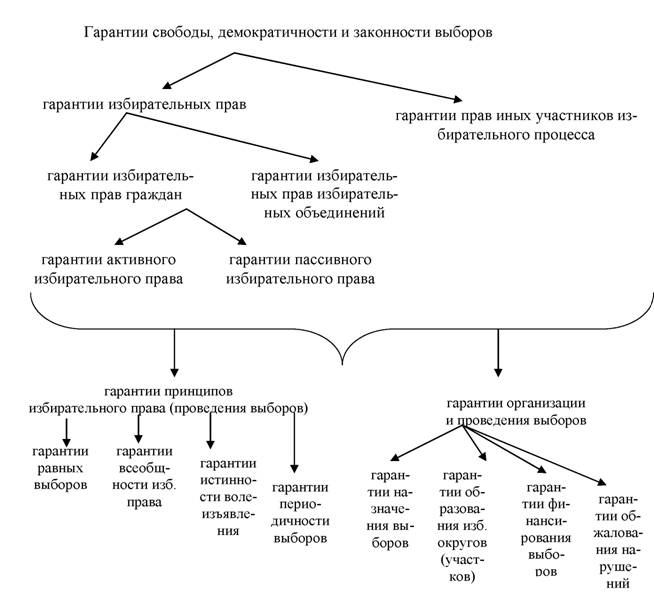 Гарантии свободы, демократичности и законности выборов
гарантии избирательных прав
гарантии прав иных участников из-
бирательного процесса
гарантии избиратель-
ных прав граждан
гарантии избиратель-
ных прав избиратель-
ных объединений
гарантии активного
избирательного права
гарантии пассивного
избирательного права
гарантии принципов
избирательного права (проведения выборов)
гарантии организации
и проведения выборов
гарантии
равных
выборов
гарантии
всеобщ-
ности изб.
права
гарантии
истинно-
сти воле-
изъявле-
ния
гарантии
перио-
дичности
выборов
гаран-
тии на-
значе-
ния вы-
боров
гаран-
тии об-
разова-
ния изб.
округов
(участ-
ков)
гаран-
тии фи-
нанси-
рования
выбо-
ров
гаран-
тии об-
жалова-
ния на-
руше-
ний